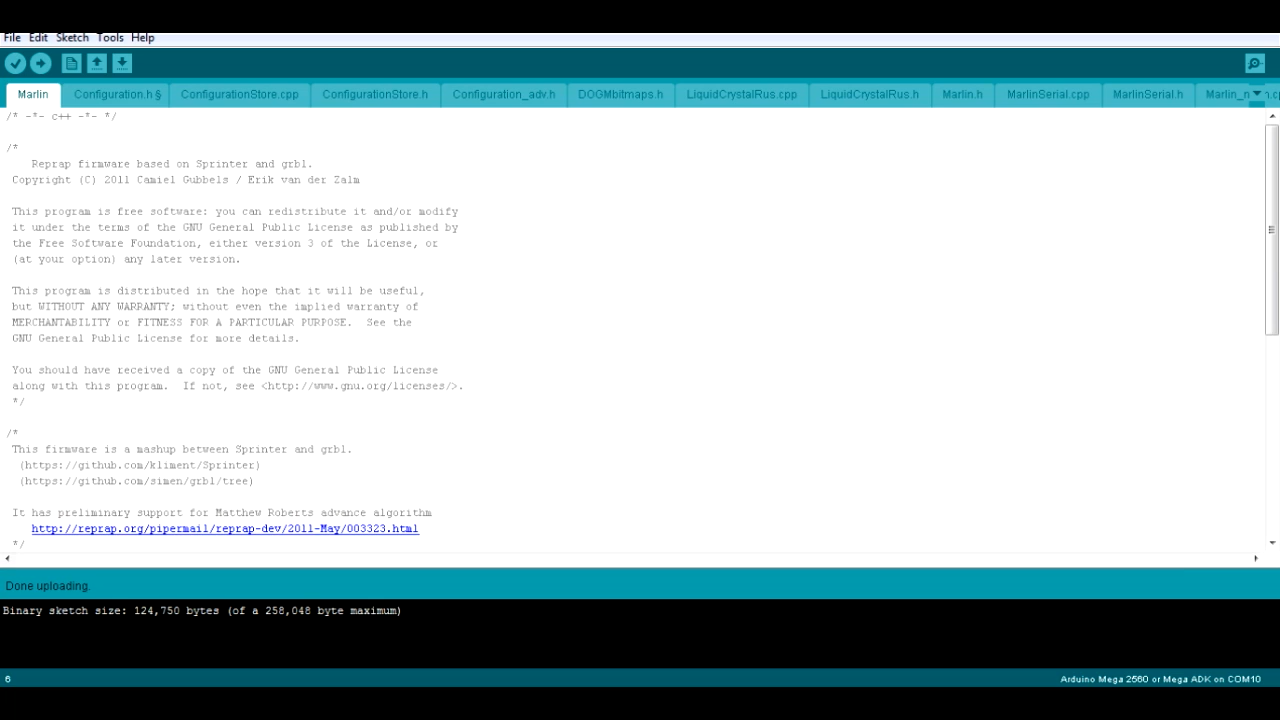 File Edit Sketch Tools Help
Marlin Configuration.h § ConfigurationStore.cpp ConfigurationStore.h Configuration_adv.h DOGMbitmaps.h LiquidCrystalRus.cpp LiquidCrystalRus.h Marlin.h MarlinSerial.cpp MarlinSerial.h
/* -*- c++ -*- */
/*
Reprap firmware based on Sprinter and grbl.
Copyright (C) 2011 Camiel Gubbels / Erik van der Zalm
This program is free software: you can redistribute it and/or modify
it under the terms of the GNU General Public License as published by
the Free Software Foundation, either version 3 of the License, or
(at your option) any later version.
This program is distributed in the hope that it will be useful,
but WITHOUT ANY WARRANTY; without even the implied warranty of
MERCHANTABILITY or FITNESS FOR A PARTICULAR PURPOSE.  See the
GNU General Public License for more details.
You should have received a copy of the GNU General Public License
along with this program.  If not, see <http://www.gnu.org/licenses/>.
*/
/*
This firmware is a mashup between Sprinter and grbl.
(https://github.com/kliment/Sprinter)
(https://github.com/simen/grbl/tree)
It has preliminary support for Matthew Roberts advance algorithm
http://reprap.org/pipermail/reprap-dev/2011-May/003323.html
*/
Done uploading.
Binary sketch size: 124,750 bytes (of a 258,048 byte maximum)
6 Arduino Mega 2560 or Mega ADK on COM10